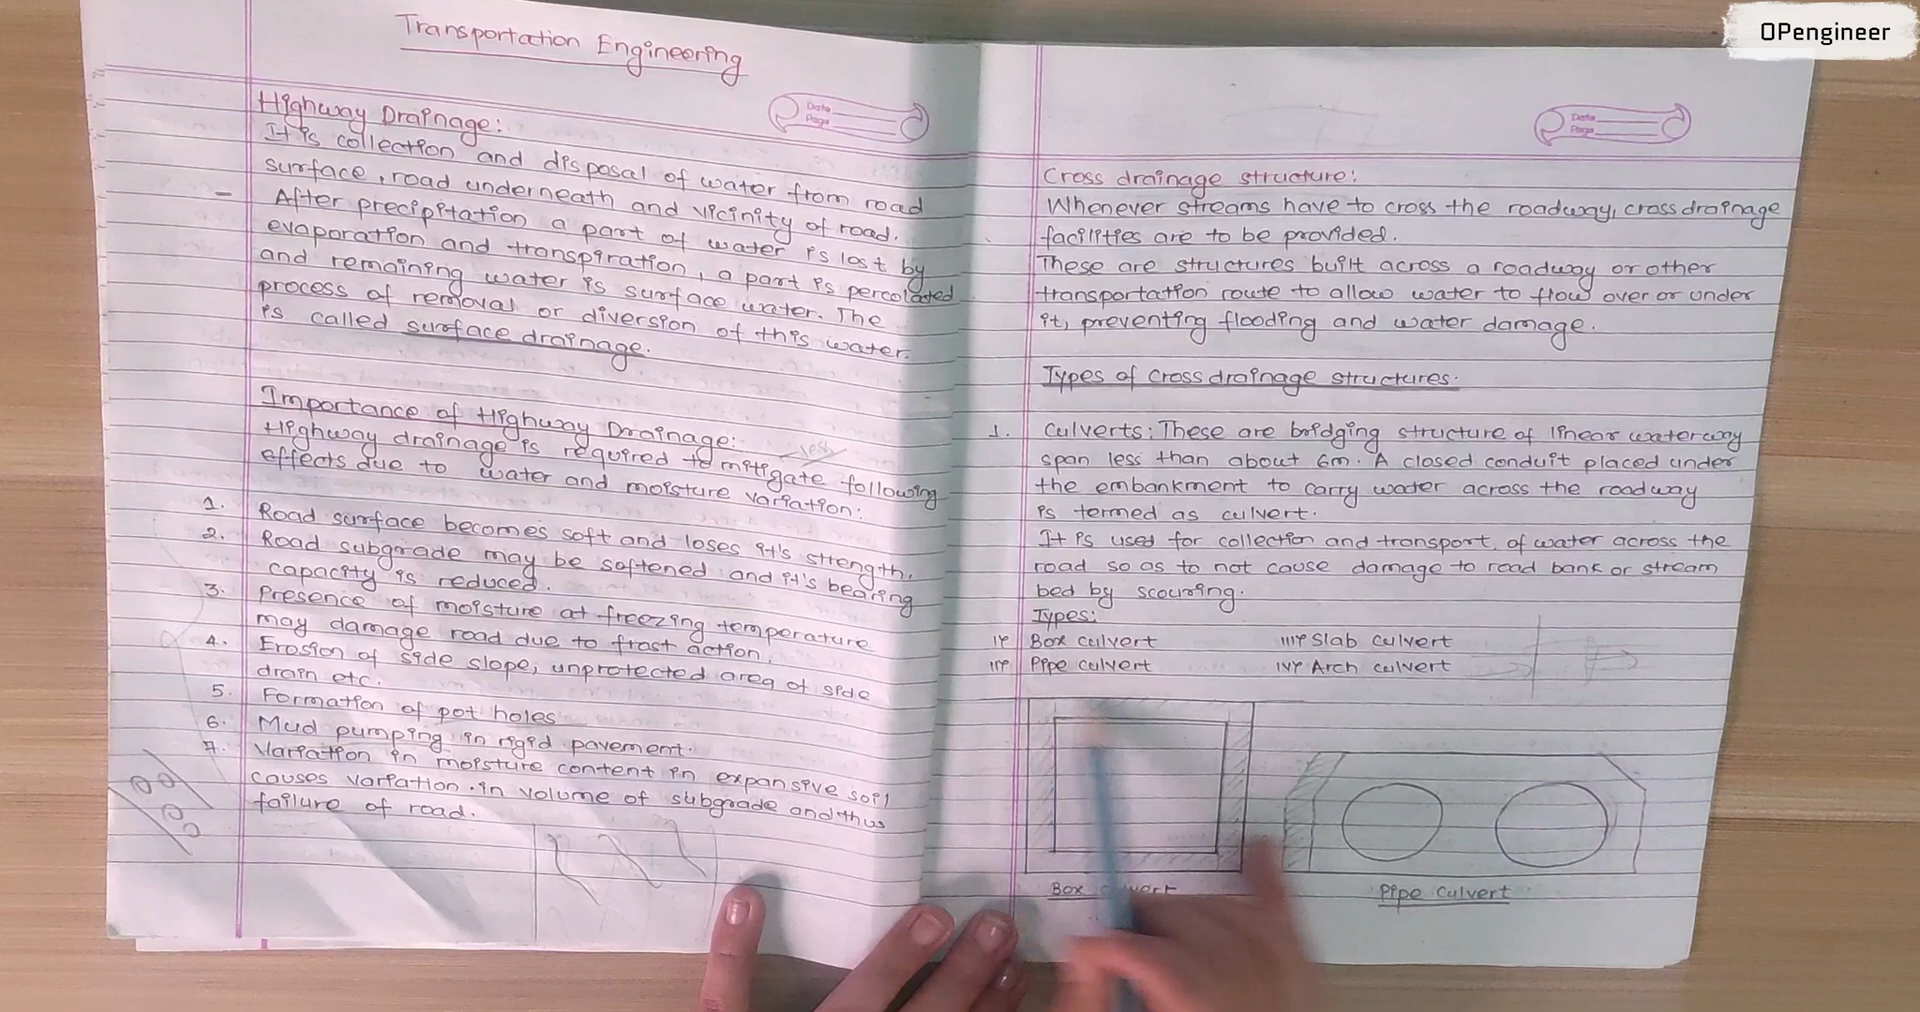 OPengineer
Transportation Engineering
Date
Page
Highway Drainage:
It is collection and disposal of water from road
surface, road underneath and vicinity of road.
- After precipitation a part of water is lost by
evaporation and transpiration, a part is percolated
and remaining water is surface water. The
process of removal or diversion of this water.
is called surface drainage.
Importance of Highway Drainage:
Highway drainage is required to mitigate following
effects due to water and moisture variation:
1. Road surface becomes soft and loses it's strength.
2. Road subgrade may be softened and it's bearing
capacity is reduced.
3. Presence of moisture at freezing temperature
may damage road due to frost action.
4. Erosion of side slope, unprotected area of side
drain etc.
5. Formation of pot holes
6. Mud pumping in rigid pavement.
7. Variation in moisture content in expansive soil
causes variation in volume of subgrade and thus
failure of road.
Date
Page
Cross drainage structure:
Whenever streams have to cross the roadway, cross drainage
facilities are to be provided.
These are structures built across a roadway or other
transportation route to allow water to flow over or under
it, preventing flooding and water damage.
Types of cross drainage structures.
1. Culverts: These are bridging structure of linear waterway
span less than about 6m. A closed conduit placed under
the embankment to carry water across the roadway
is termed as culvert.
It is used for collection and transport of water across the
road so as to not cause damage to road bank or stream
bed by scouring.
Types:
i) Box culvert iii) Slab culvert
ii) Pipe culvert iv) Arch culvert
Box
Pipe Culvert